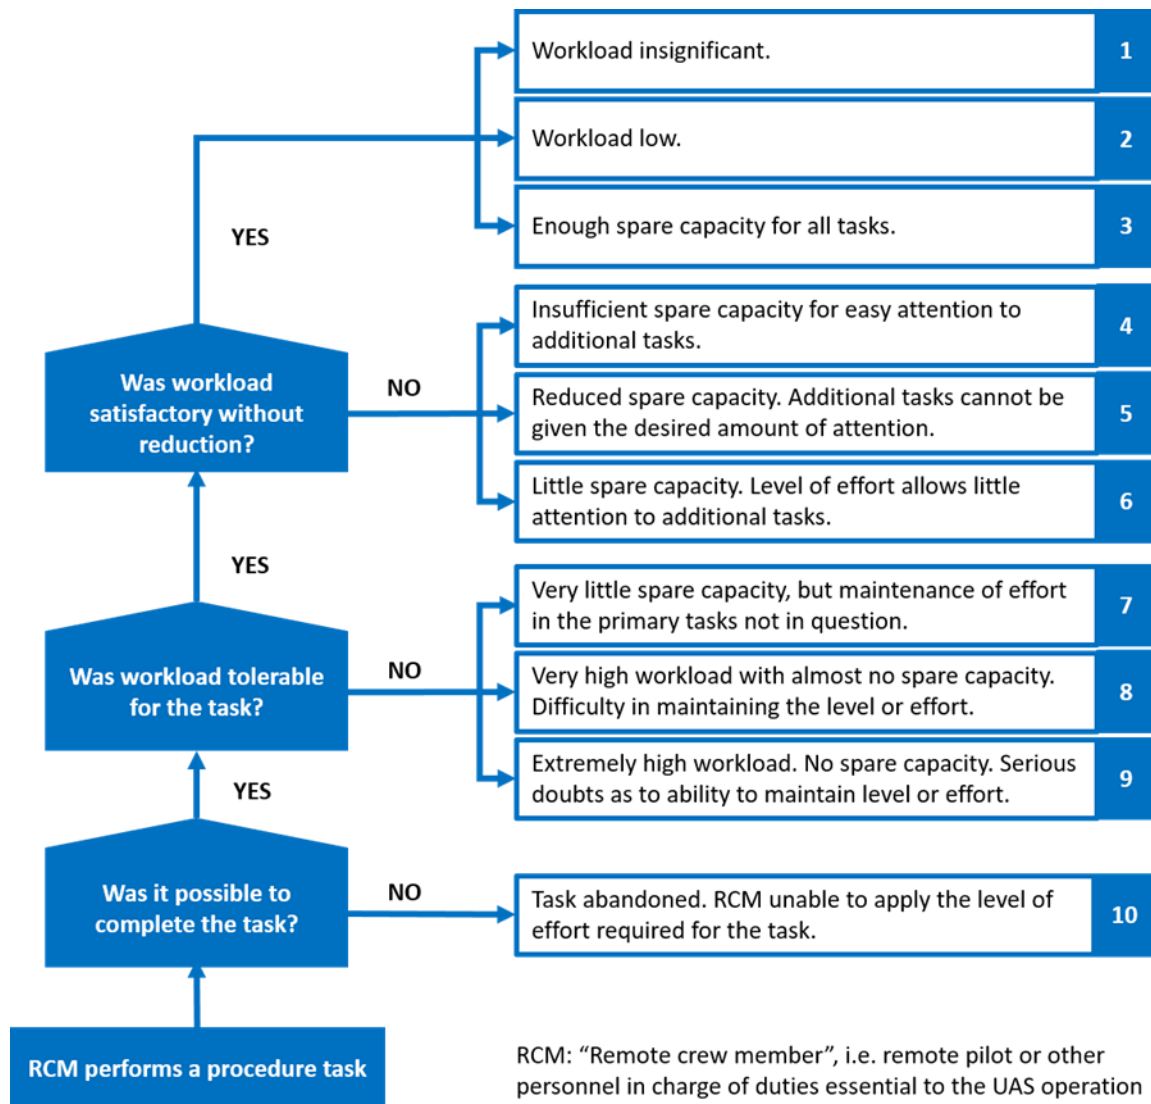 Workload insignificant.
1
Workload low.
2
Enough spare capacity for all tasks.
3
YES
Insufficient spare capacity for easy attention to
additional tasks.
4
Was workload
satisfactory without
reduction?
NO
Reduced spare capacity. Additional tasks cannot be
given the desired amount of attention.
5
Little spare capacity. Level of effort allows little
attention to additional tasks.
6
YES
Very little spare capacity, but maintenance of effort
in the primary tasks not in question.
7
Was workload tolerable
for the task?
NO
Very high workload with almost no spare capacity.
Difficulty in maintaining the level or effort.
8
Extremely high workload. No spare capacity. Serious
doubts as to ability to maintain level or effort.
9
YES
Was it possible to
complete the task?
NO
Task abandoned. RCM unable to apply the level of
effort required for the task.
10
RCM performs a procedure task
RCM: “Remote crew member”, i.e. remote pilot or other
personnel in charge of duties essential to the UAS operation